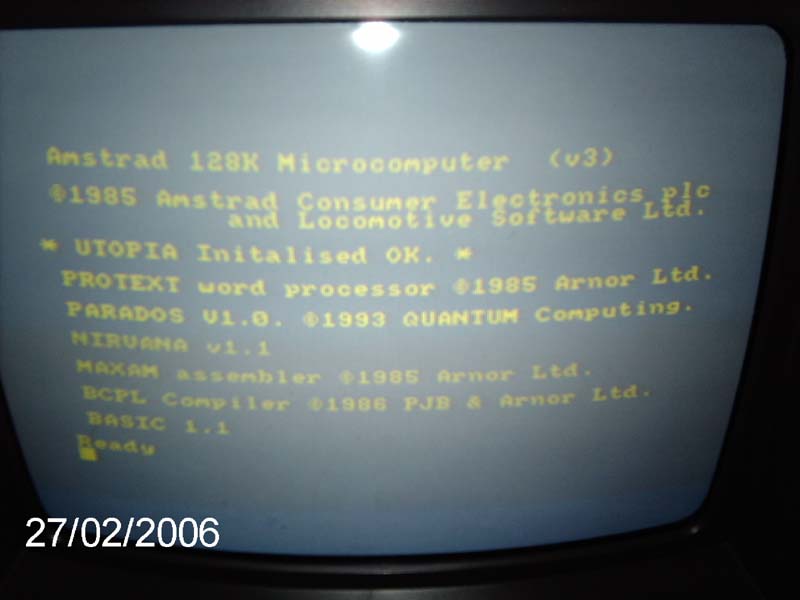 Amstrad 128K Microcomputer (v3)
©1985 Amstrad Consumer Electronics plc
and Locomotive Software Ltd.
* UTOPIA Initalised OK. *
PROTEXT word processor ©1985 Arnor Ltd.
PARADOS V1.0. ©1993 QUANTUM Computing.
NIRVANA v1.1
MAXAM assembler ©1985 Arnor Ltd.
BCPL Compiler ©1986 PJB & Arnor Ltd.
BASIC 1.1
Ready
27/02/2006